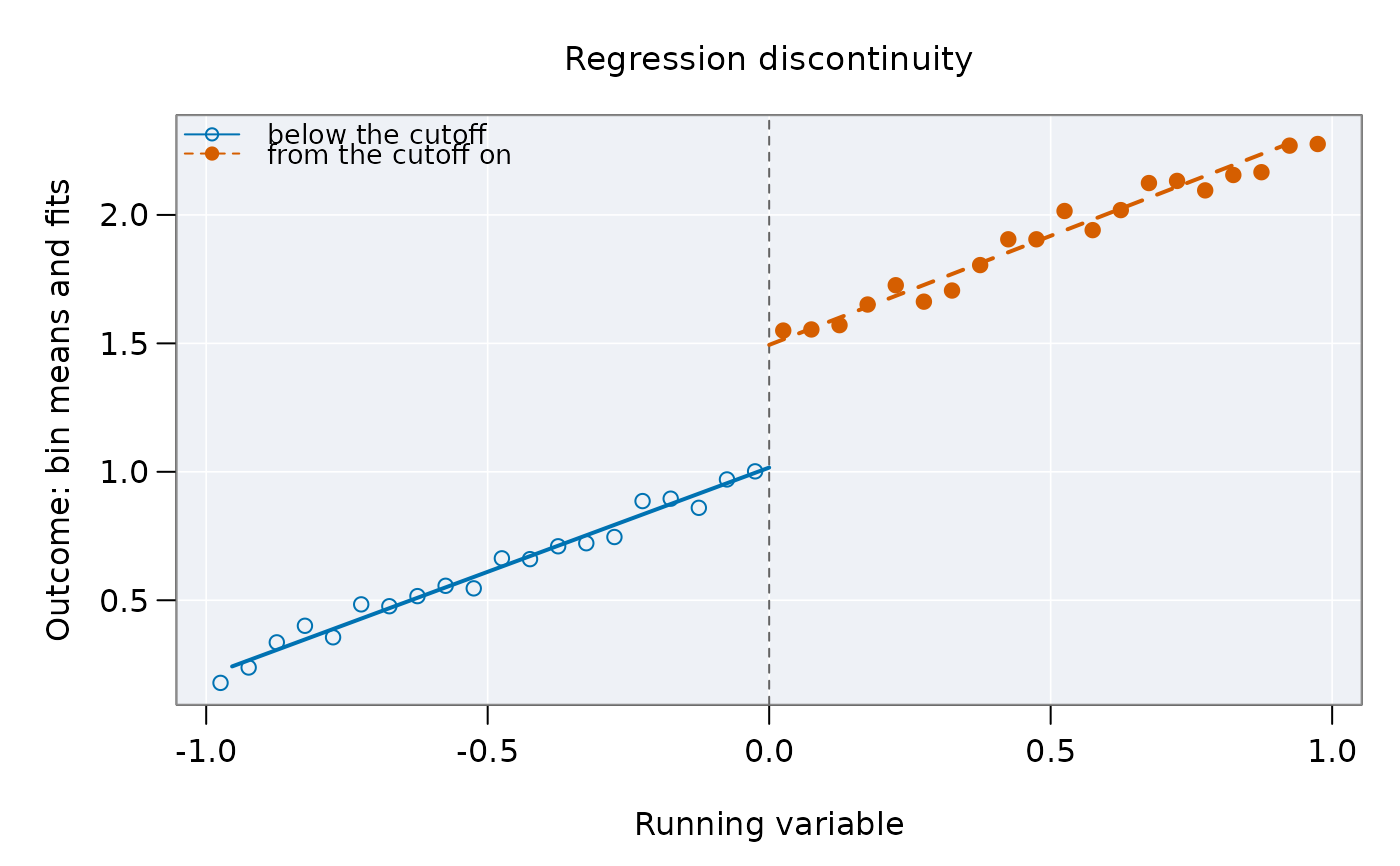 Regression discontinuity
below the cutoff
from the cutoff on
Outcome: bin means and fits
2.0
1.5
1.0
0.5
-1.0 -0.5 0.0 0.5 1.0
Running variable